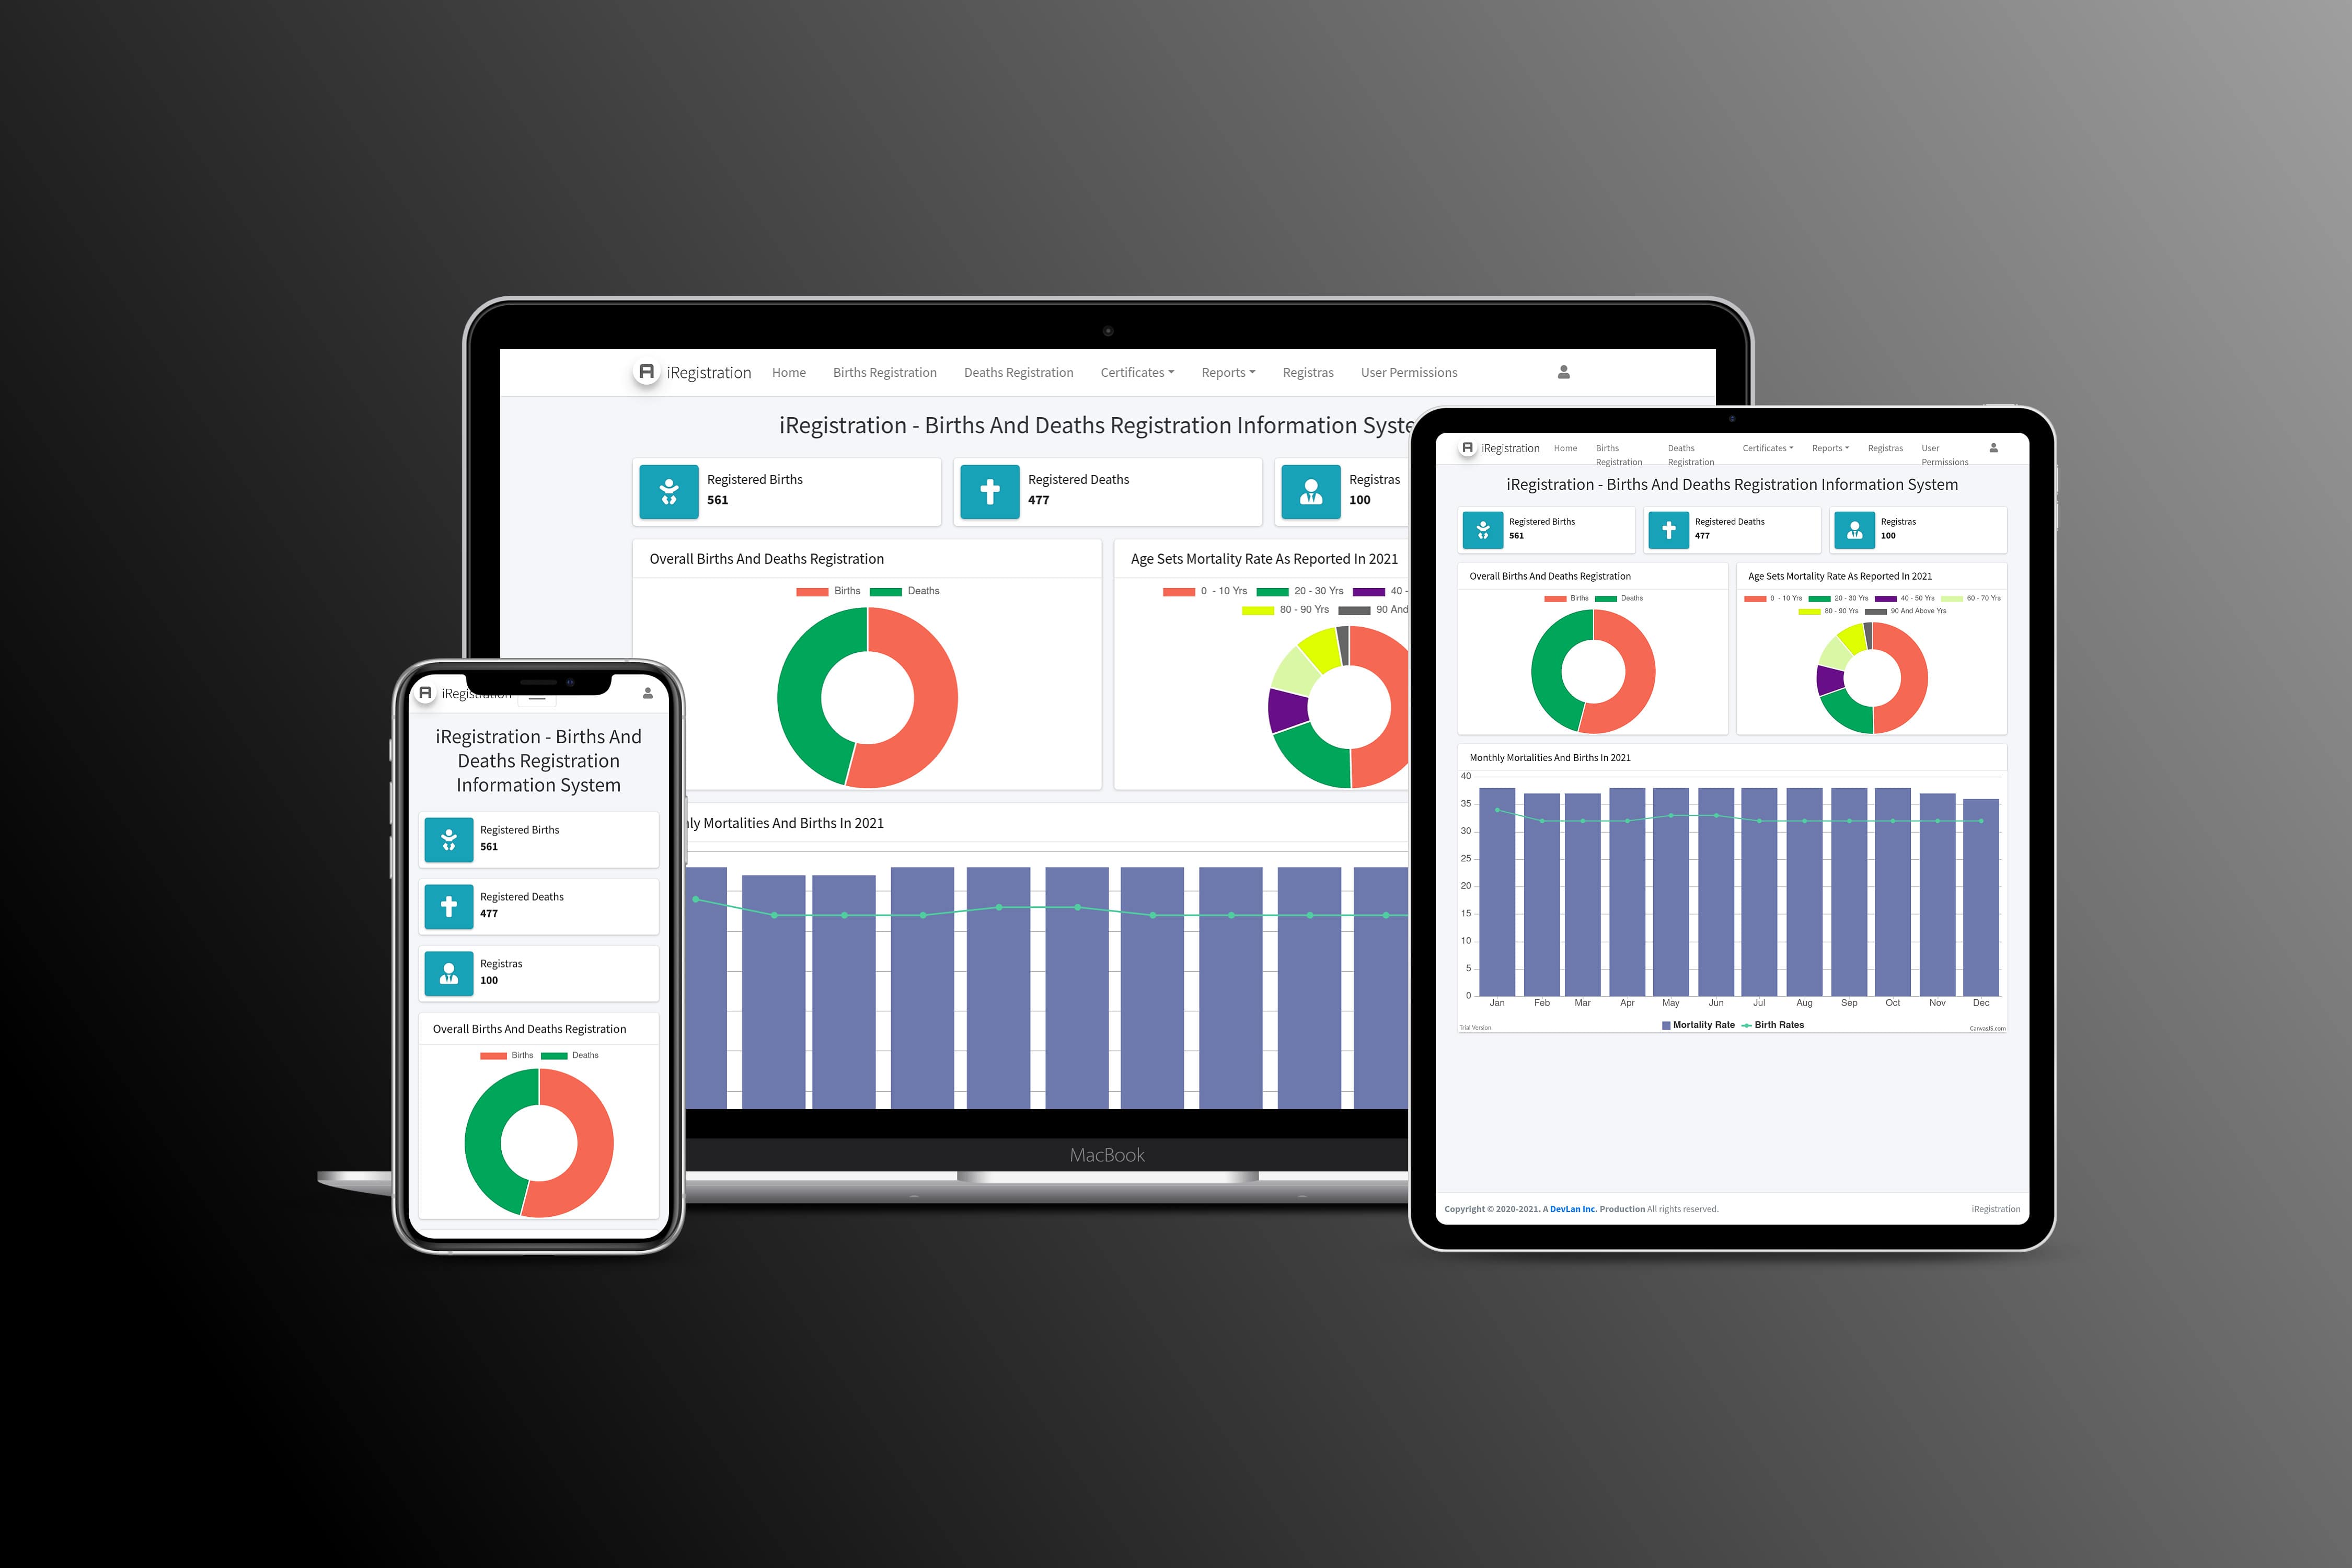 iRegistration Home Births Registration Deaths Registration Certificates Reports Registras User Permissions
iRegistration - Births And Deaths Registration Information Syste
Registered Births
561
Registered Deaths
477
Registras
100
Overall Births And Deaths Registration
Births Deaths
Age Sets Mortality Rate As Reported In 2021
0 - 10 Yrs 20 - 30 Yrs 40 -
80 - 90 Yrs 90 And
ly Mortalities And Births In 2021
MacBook
iRegistration
iRegistration - Births And
Deaths Registration
Information System
Registered Births
561
Registered Deaths
477
Registras
100
Overall Births And Deaths Registration
Births Deaths
iRegistration Home Births Registration Deaths Registration Certificates Reports Registras User Permissions
iRegistration - Births And Deaths Registration Information System
Registered Births
561
Registered Deaths
477
Registras
100
Overall Births And Deaths Registration
Births Deaths
Age Sets Mortality Rate As Reported In 2021
0 - 10 Yrs 20 - 30 Yrs 40 - 50 Yrs 60 - 70 Yrs
80 - 90 Yrs 90 And Above Yrs
Monthly Mortalities And Births In 2021
40
35
30
25
20
15
10
5
0
Jan Feb Mar Apr May Jun Jul Aug Sep Oct Nov Dec
Mortality Rate Birth Rates
Trial Version
CanvasJS.com
Copyright © 2020-2021. A DevLan Inc. Production All rights reserved.
iRegistration